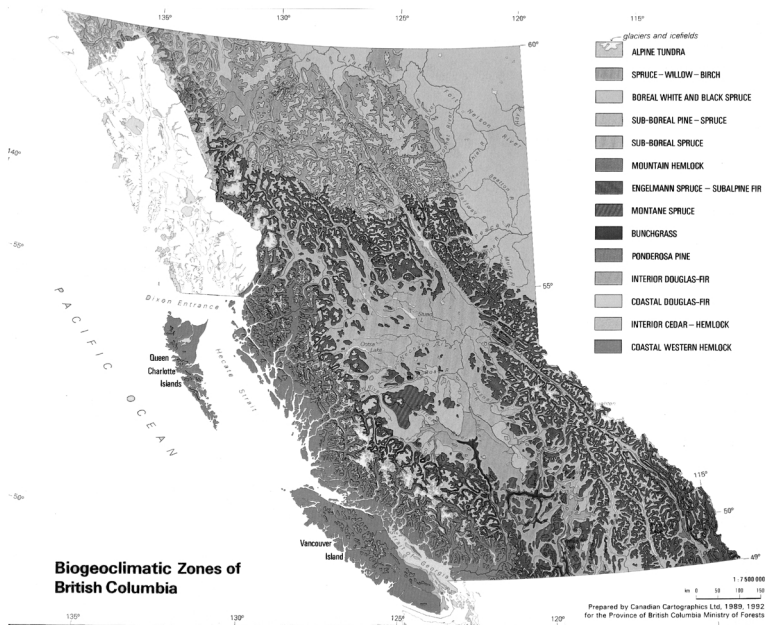 135°
130°
125°
120°
115°
60°
glaciers and icefields
ALPINE TUNDRA
SPRUCE – WILLOW – BIRCH
BOREAL WHITE AND BLACK SPRUCE
SUB-BOREAL PINE – SPRUCE
SUB-BOREAL SPRUCE
MOUNTAIN HEMLOCK
ENGELMANN SPRUCE – SUBALPINE FIR
MONTANE SPRUCE
BUNCHGRASS
PONDEROSA PINE
INTERIOR DOUGLAS-FIR
COASTAL DOUGLAS-FIR
INTERIOR CEDAR – HEMLOCK
COASTAL WESTERN HEMLOCK
Nelson
River
140°
55°
55°
Dixon Entrance
PACIFIC OCEAN
Hecate Strait
Queen
Charlotte
Islands
50°
115°
50°
49°
Vancouver
Island
Biogeoclimatic Zones of
British Columbia
1 : 7 500 000
km 0 50 100 150
Prepared by Canadian Cartographics Ltd, 1989, 1992
for the Province of British Columbia Ministry of Forests
135°
130°
125°
120°